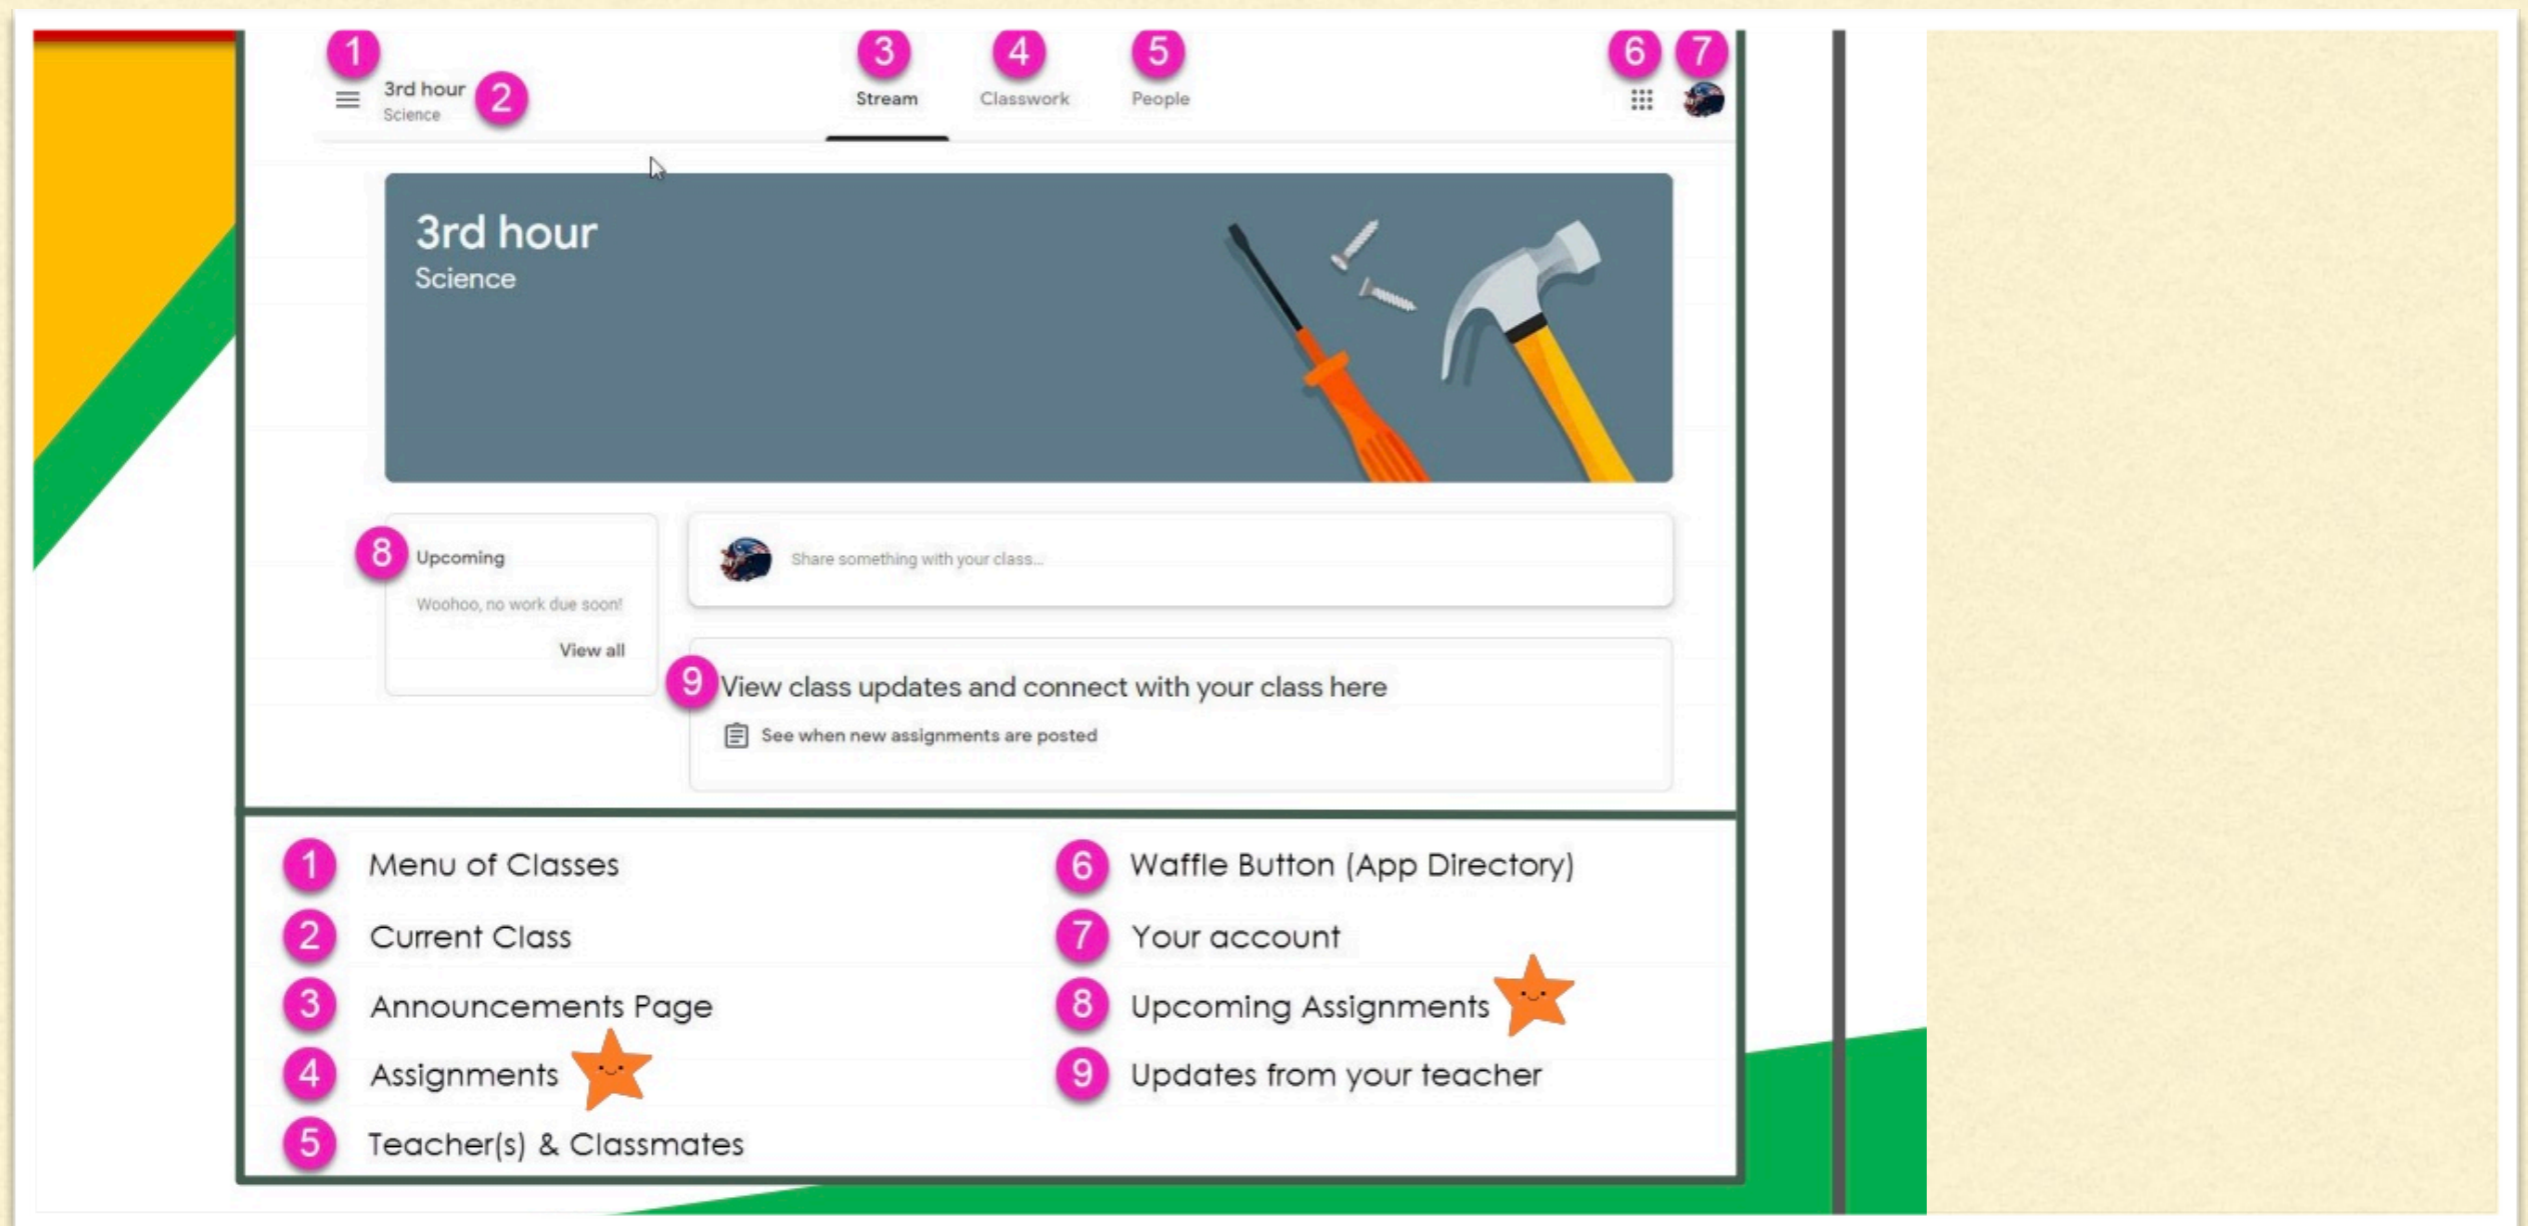 1
3
4
5
6
7
3rd hour
Science
2
Stream
Classwork
People
3rd hour
Science
8
Upcoming
Woohoo, no work due soon!
View all
Share something with your class...
9
View class updates and connect with your class here
See when new assignments are posted
1 Menu of Classes
2 Current Class
3 Announcements Page
4 Assignments
5 Teacher(s) & Classmates
6 Waffle Button (App Directory)
7 Your account
8 Upcoming Assignments
9 Updates from your teacher